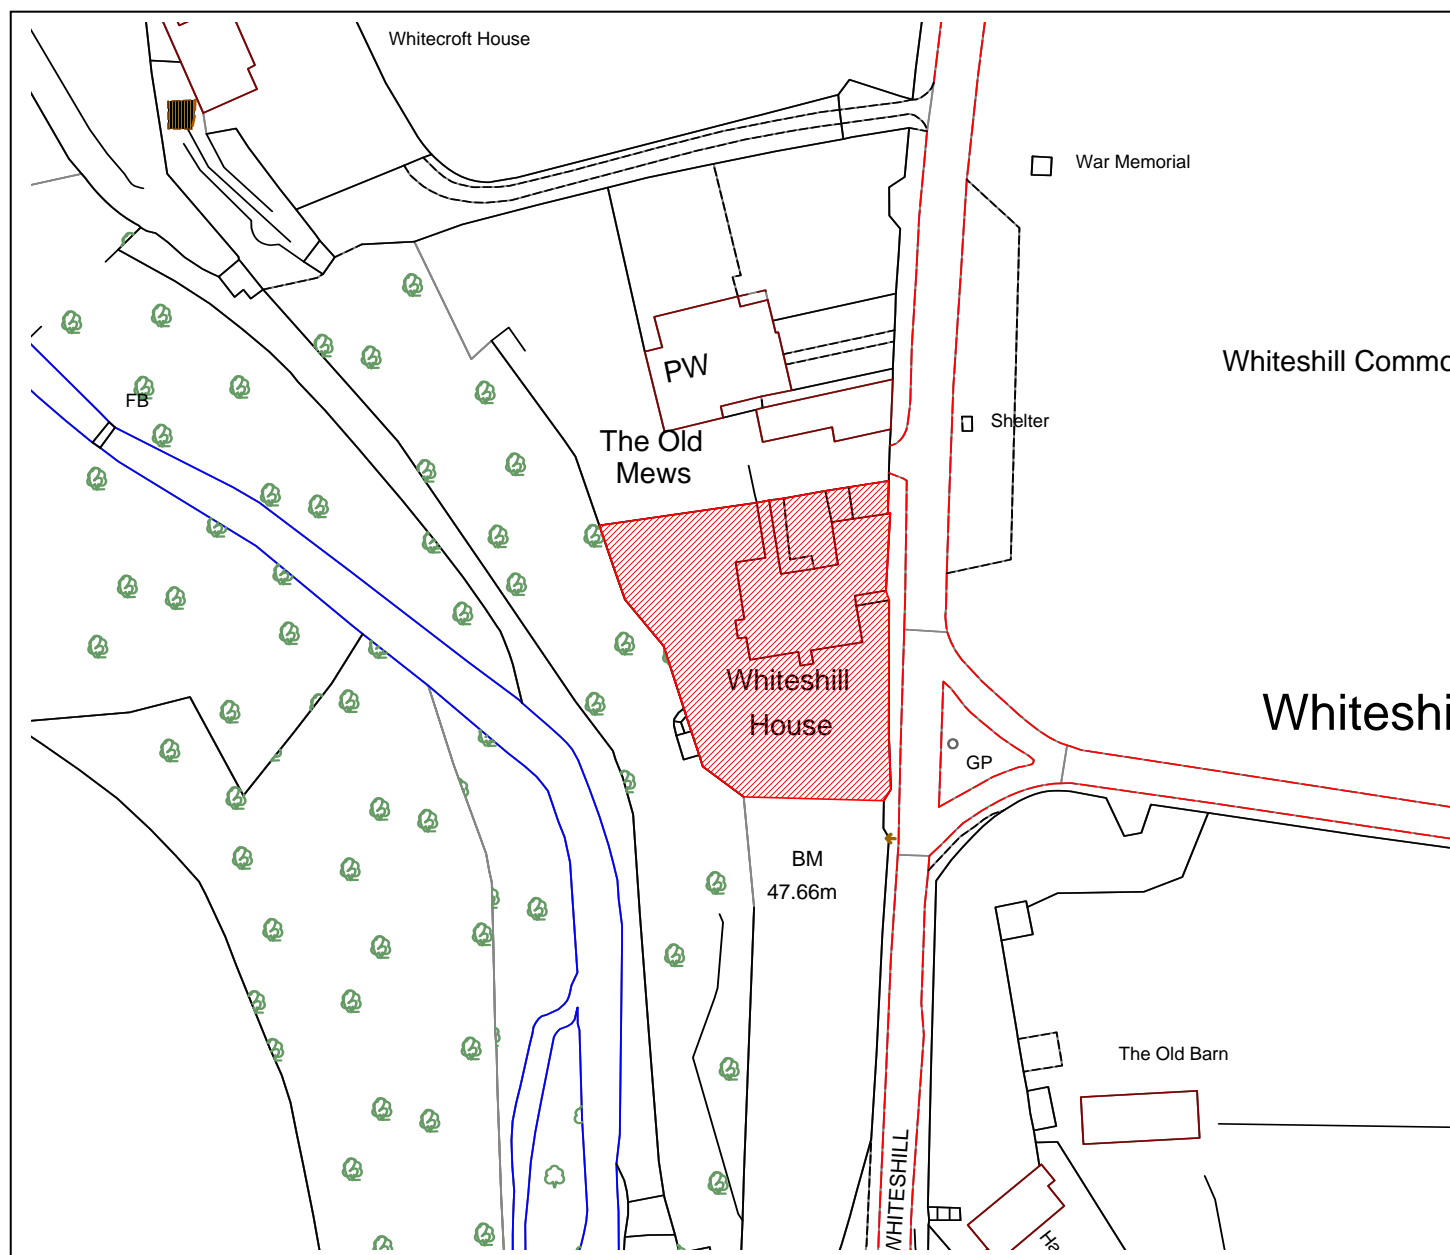 Whitecroft House
War Memorial
Whiteshill Commo
PW
FB
Shelter
The Old
Mews
Whiteshill
House
Whiteshi
GP
BM
47.66m
The Old Barn
WHITESHILL
Ha